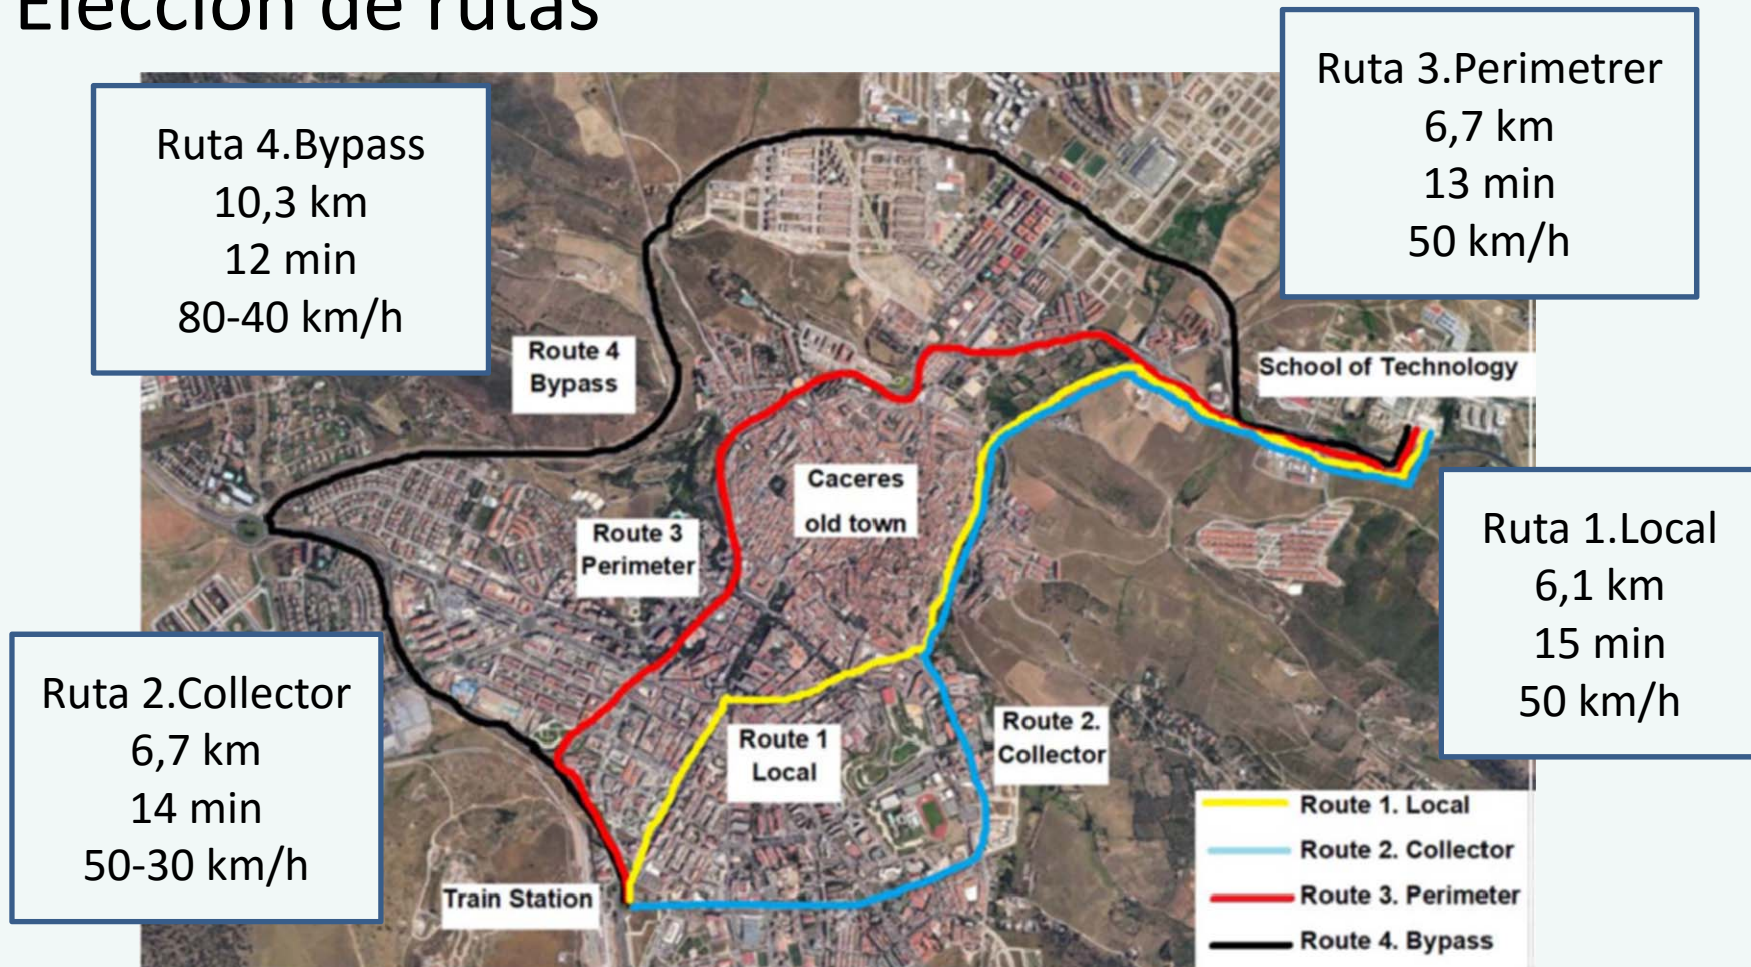 Elección de rutas
Ruta 4.Bypass
10,3 km
12 min
80-40 km/h
Ruta 3.Perimetrer
6,7 km
13 min
50 km/h
Route 4
Bypass
School of Technology
Caceres
old town
Route 3
Perimeter
Ruta 1.Local
6,1 km
15 min
50 km/h
Ruta 2.Collector
6,7 km
14 min
50-30 km/h
Route 1
Local
Route 2.
Collector
Train Station
Route 1. Local
Route 2. Collector
Route 3. Perimeter
Route 4. Bypass